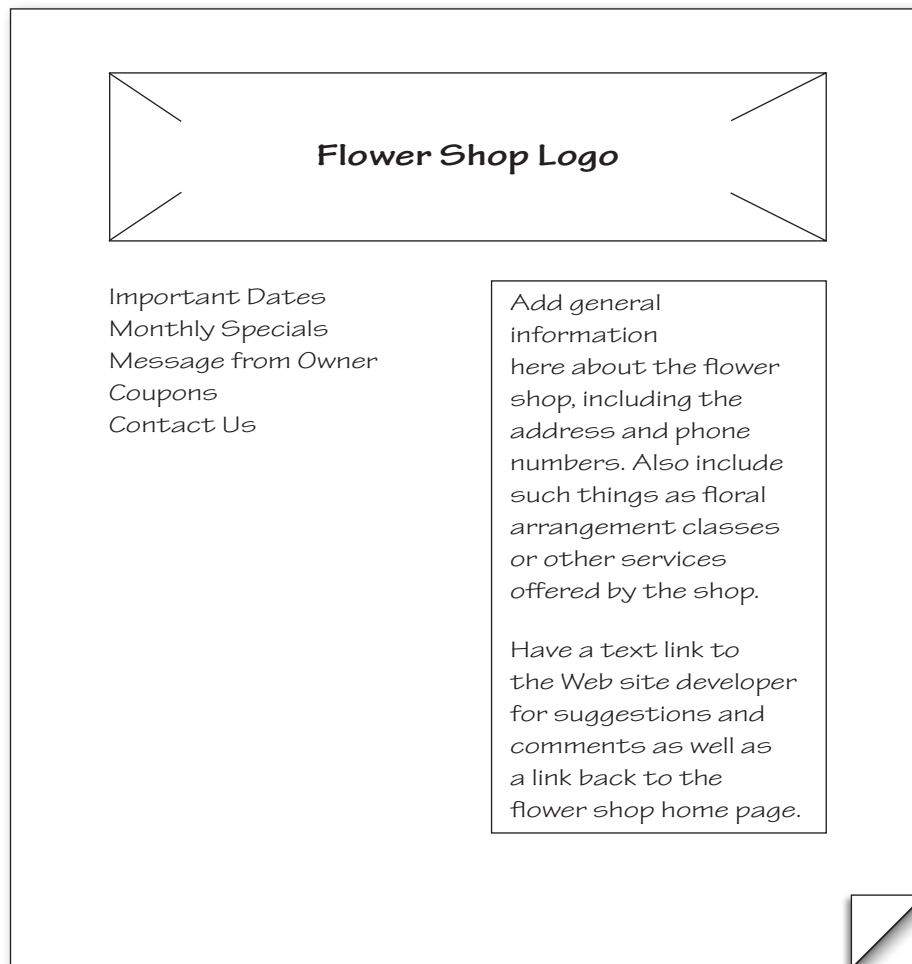 Flower Shop Logo
Important Dates
Monthly Specials
Message from Owner
Coupons
Contact Us
Add general
information
here about the flower
shop, including the
address and phone
numbers. Also include
such things as floral
arrangement classes
or other services
offered by the shop.
Have a text link to
the Web site developer
for suggestions and
comments as well as
a link back to the
flower shop home page.